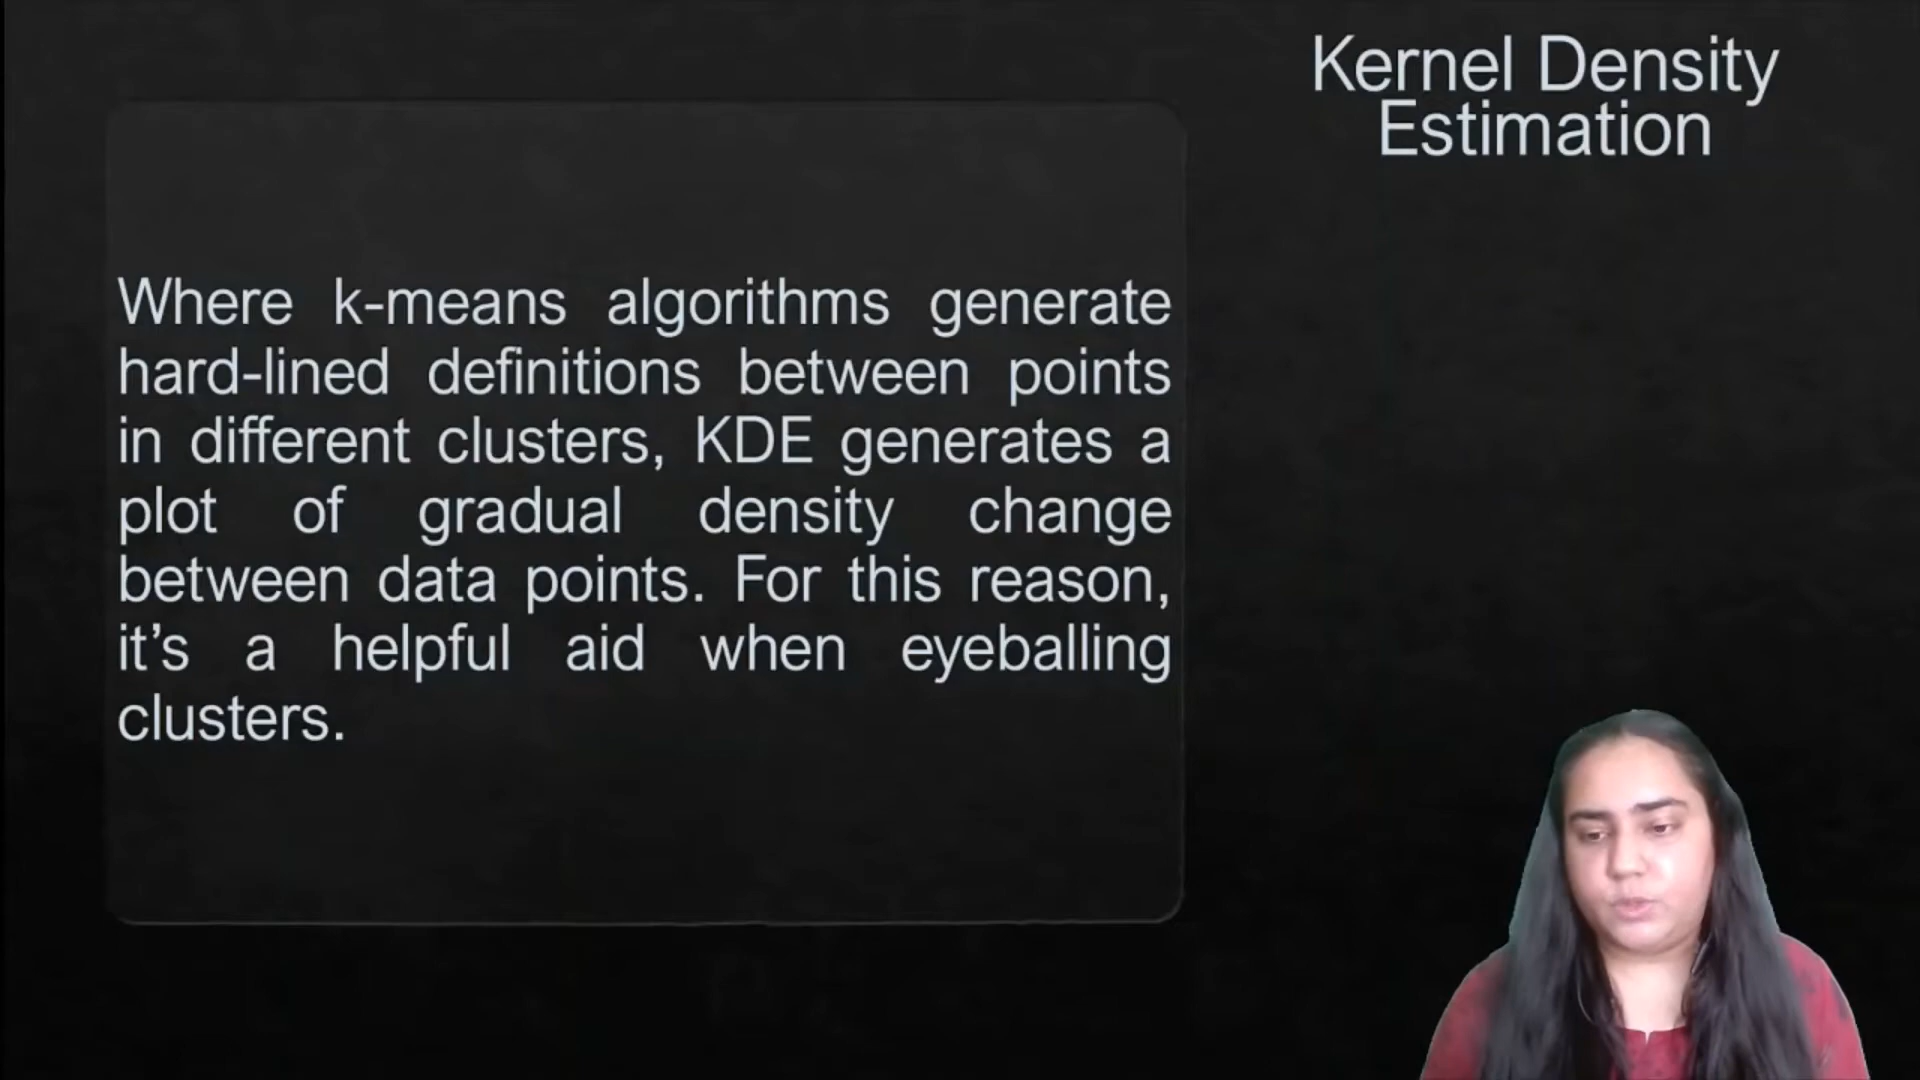 Kernel Density
Estimation
Where k-means algorithms generate
hard-lined definitions between points
in different clusters, KDE generates a
plot of gradual density change
between data points. For this reason,
it’s a helpful aid when eyeballing
clusters.